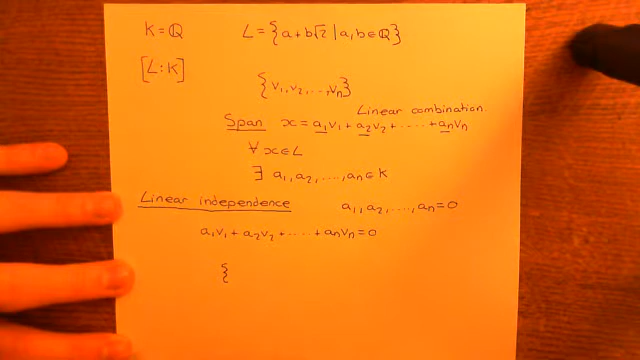 K = ℚ L = {a+b√2 | a,b ∈ ℚ}
[L:K]
{v₁, v₂, ..., vₙ}
Linear combination.
Span x = a₁v₁ + a₂v₂ + ..... + aₙvₙ
∀ x ∈ L
∃ a₁, a₂, ...., aₙ ∈ K
Linear independence a₁, a₂, ...., aₙ = 0
a₁v₁ + a₂v₂ + ..... + aₙvₙ = 0
{